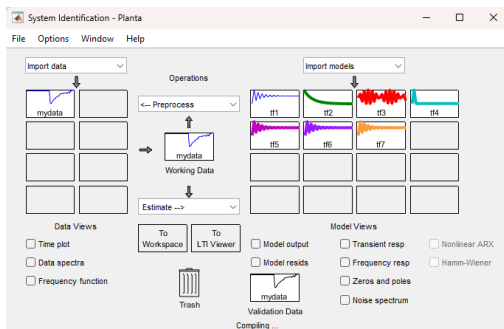 System Identification - Planta
File Options Window Help
Import data
Import models
Operations
mydata
<-- Preprocess
tf1 tf2 tf3 tf4
tf5 tf6 tf7
mydata
Working Data
Estimate -->
Data Views
Time plot
Data spectra
Frequency function
To Workspace
To LTI Viewer
Trash
Model Views
Model output
Model resids
Transient resp
Frequency resp
Zeros and poles
Noise spectrum
Nonlinear ARX
Hamm-Wiener
mydata
Validation Data
Compiling ...